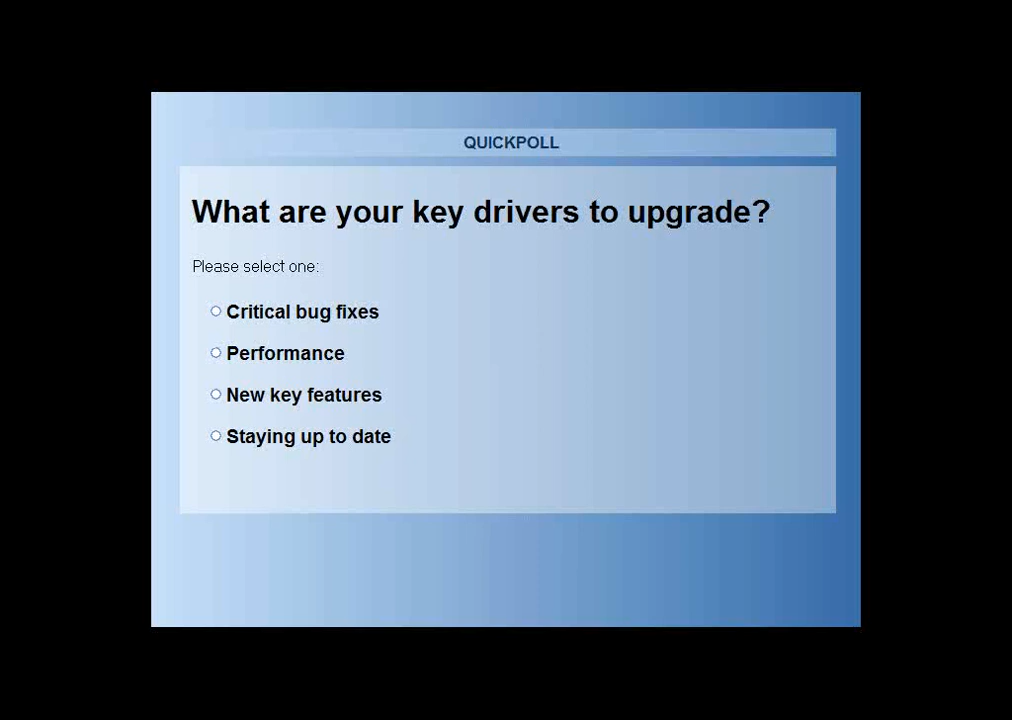 QUICKPOLL
What are your key drivers to upgrade?
Please select one:
Critical bug fixes
Performance
New key features
Staying up to date